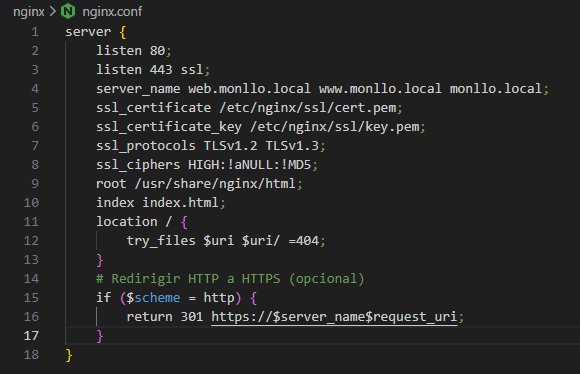 nginx > nginx.conf
1 server {
2 listen 80;
3 listen 443 ssl;
4 server_name web.monllo.local www.monllo.local monllo.local;
5 ssl_certificate /etc/nginx/ssl/cert.pem;
6 ssl_certificate_key /etc/nginx/ssl/key.pem;
7 ssl_protocols TLSv1.2 TLSv1.3;
8 ssl_ciphers HIGH:!aNULL:!MD5;
9 root /usr/share/nginx/html;
10 index index.html;
11 location / {
12 try_files $uri $uri/ =404;
13 }
14 # Redirigir HTTP a HTTPS (opcional)
15 if ($scheme = http) {
16 return 301 https://$server_name$request_uri;
17 }
18 }